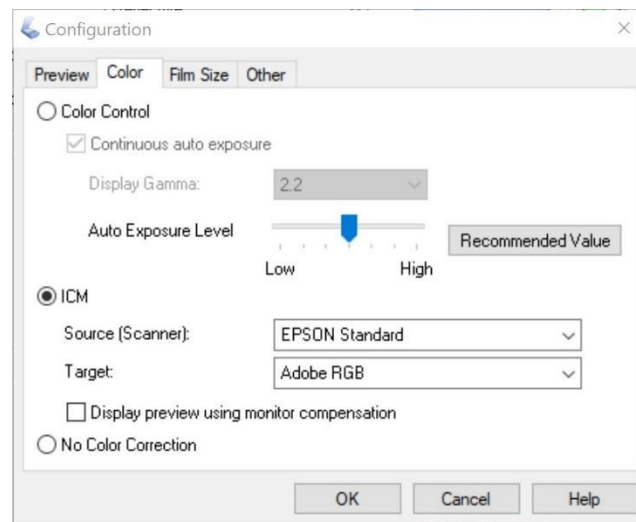 Configuration
Preview Color Film Size Other
Color Control
Continuous auto exposure
Display Gamma: 2.2
Auto Exposure Level
Recommended Value
Low High
ICM
Source (Scanner): EPSON Standard
Target: Adobe RGB
Display preview using monitor compensation
No Color Correction
OK Cancel Help